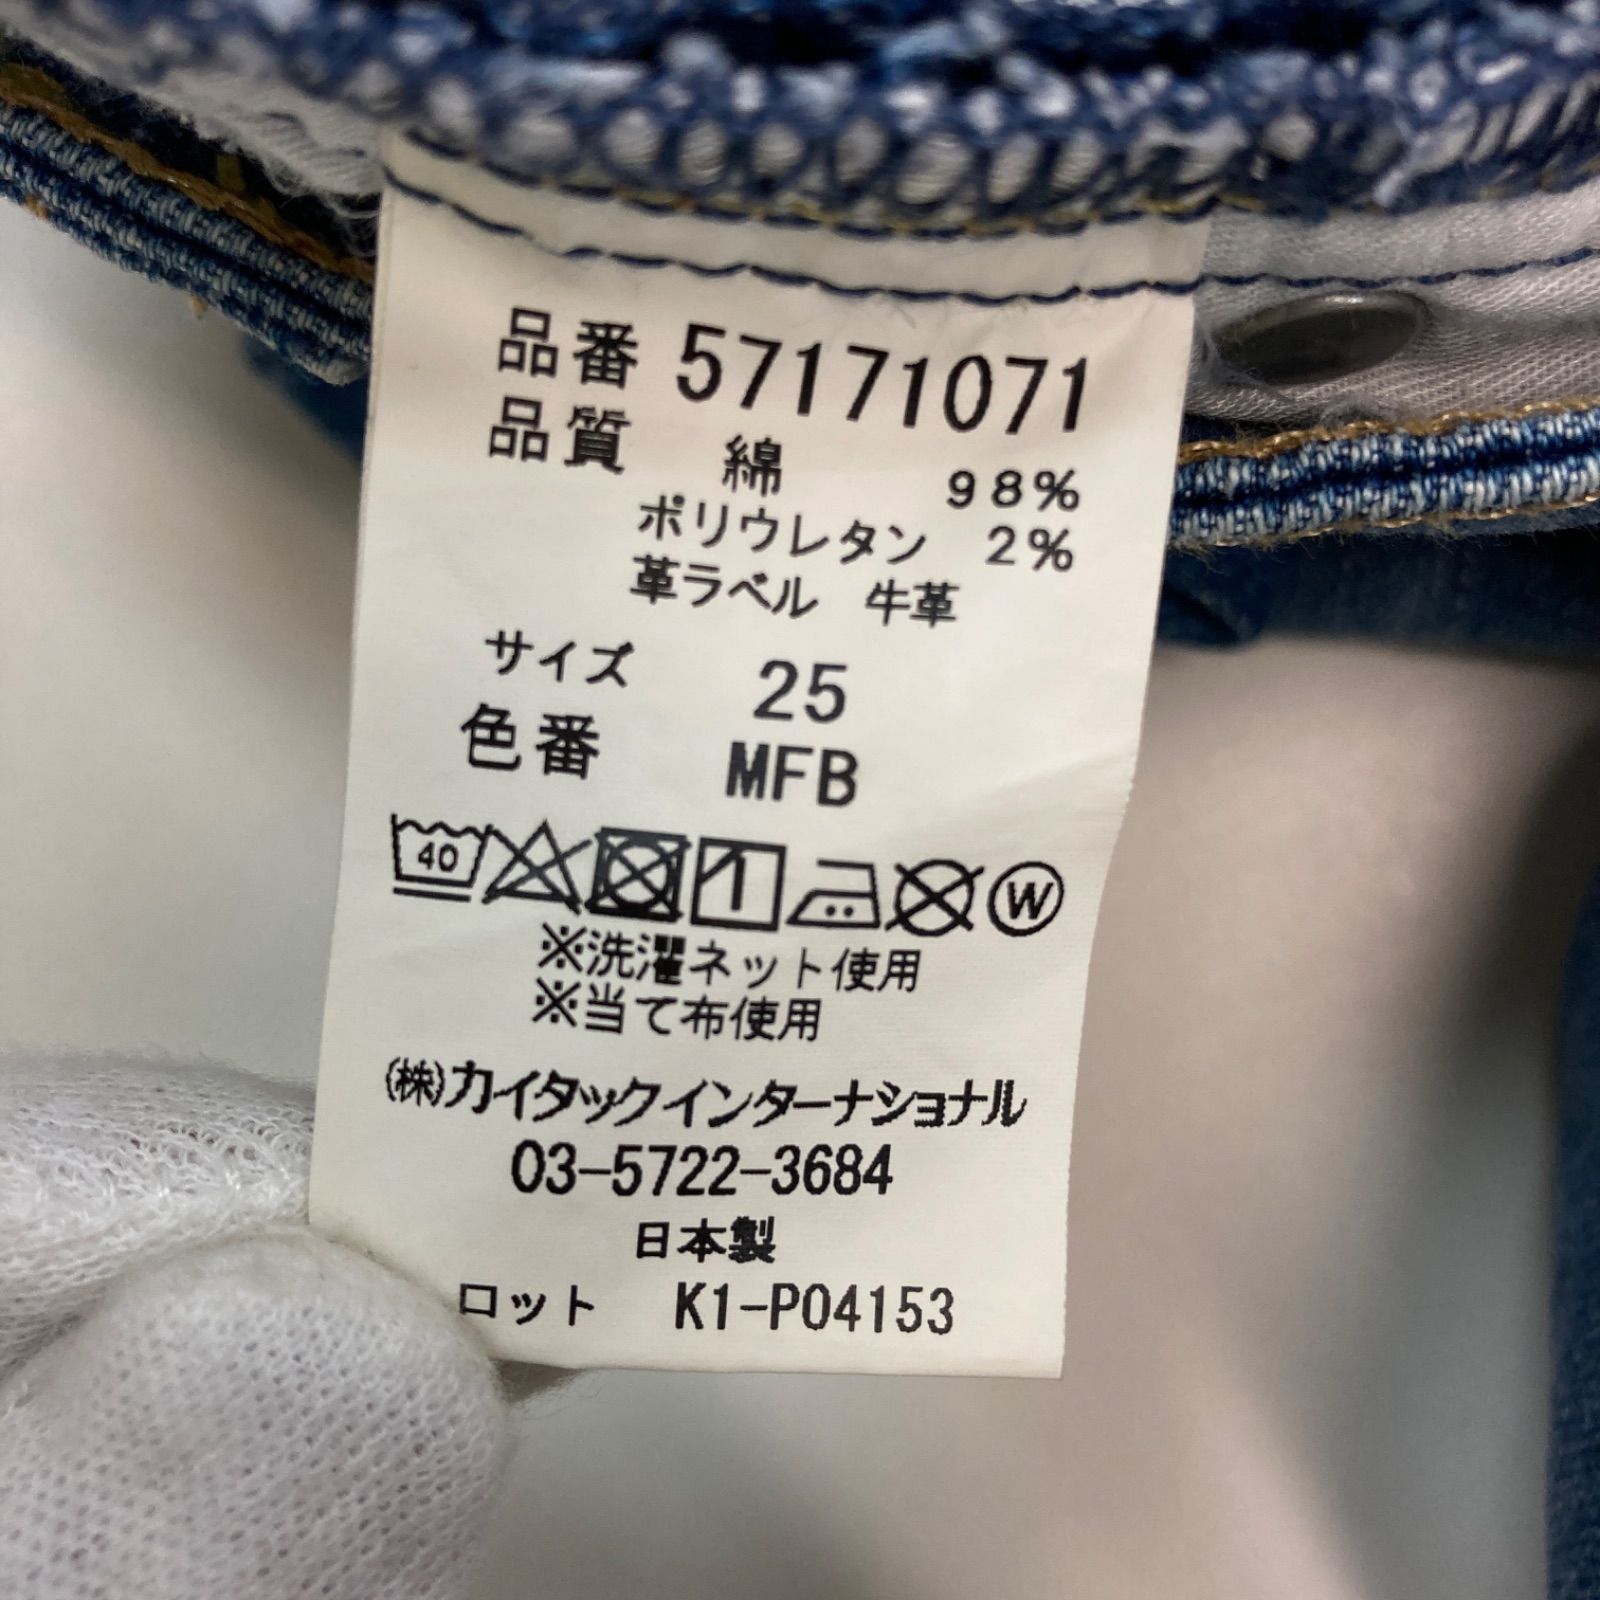 品番 57171071
品質 綿 98%
ポリウレタン 2%
革ラベル 牛革
サイズ 25
色番 MFB
40 W
※洗濯ネット使用
※当て布使用
(株)カイタックインターナショナル
03-5722-3684
日本製
ロット K1-P04153